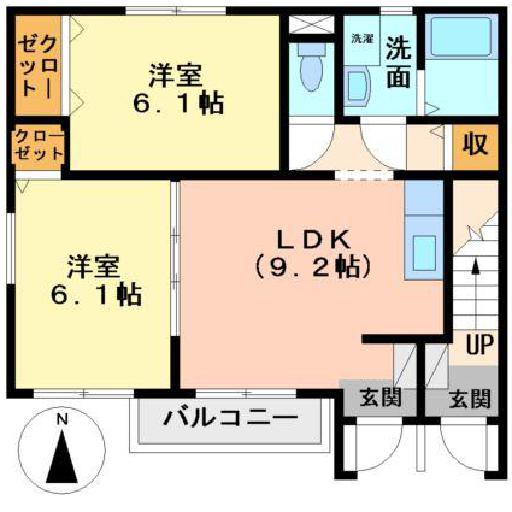 クロー
ゼット
洋室
6.1帖
洗濯
洗面
クロー
ゼット
収
洋室
6.1帖
LDK
(9.2帖)
UP
玄関
玄関
バルコニー
N